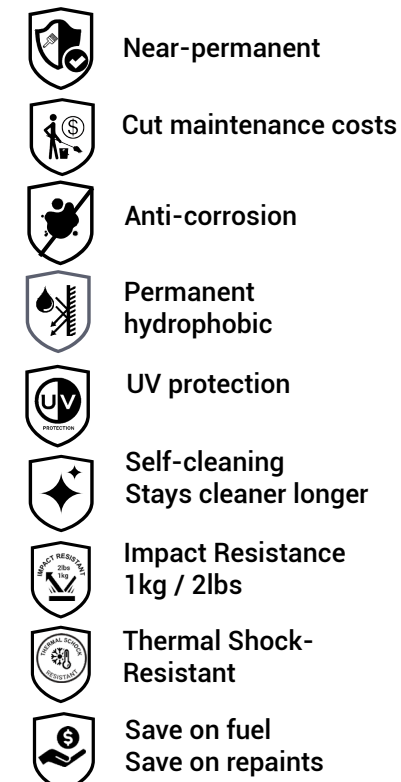 Near-permanent
$
Cut maintenance costs
Anti-corrosion
Permanent
hydrophobic
UV
PROTECTION
UV protection
Self-cleaning
Stays cleaner longer
IMPACT RESISTANT
2lbs
1kg
Impact Resistance
1kg / 2lbs
THERMAL SCHOCK
RESISTANT
Thermal Shock-
Resistant
$
Save on fuel
Save on repaints